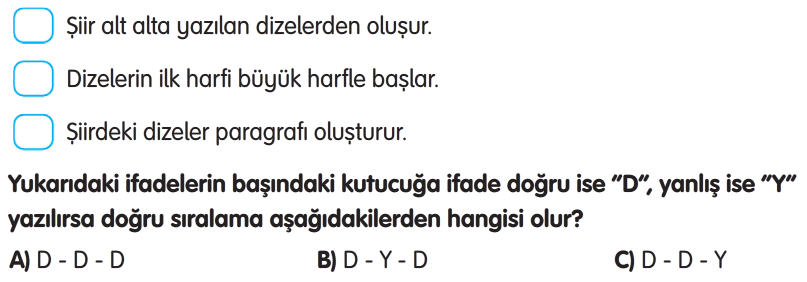 Şiir alt alta yazılan dizelerden oluşur.
Dizelerin ilk harfi büyük harfle başlar.
Şiirdeki dizeler paragrafı oluşturur.
Yukarıdaki ifadelerin başındaki kutucuğa ifade doğru ise "D", yanlış ise "Y"
yazılırsa doğru sıralama aşağıdakilerden hangisi olur?
A) D - D - D B) D - Y - D C) D - D - Y